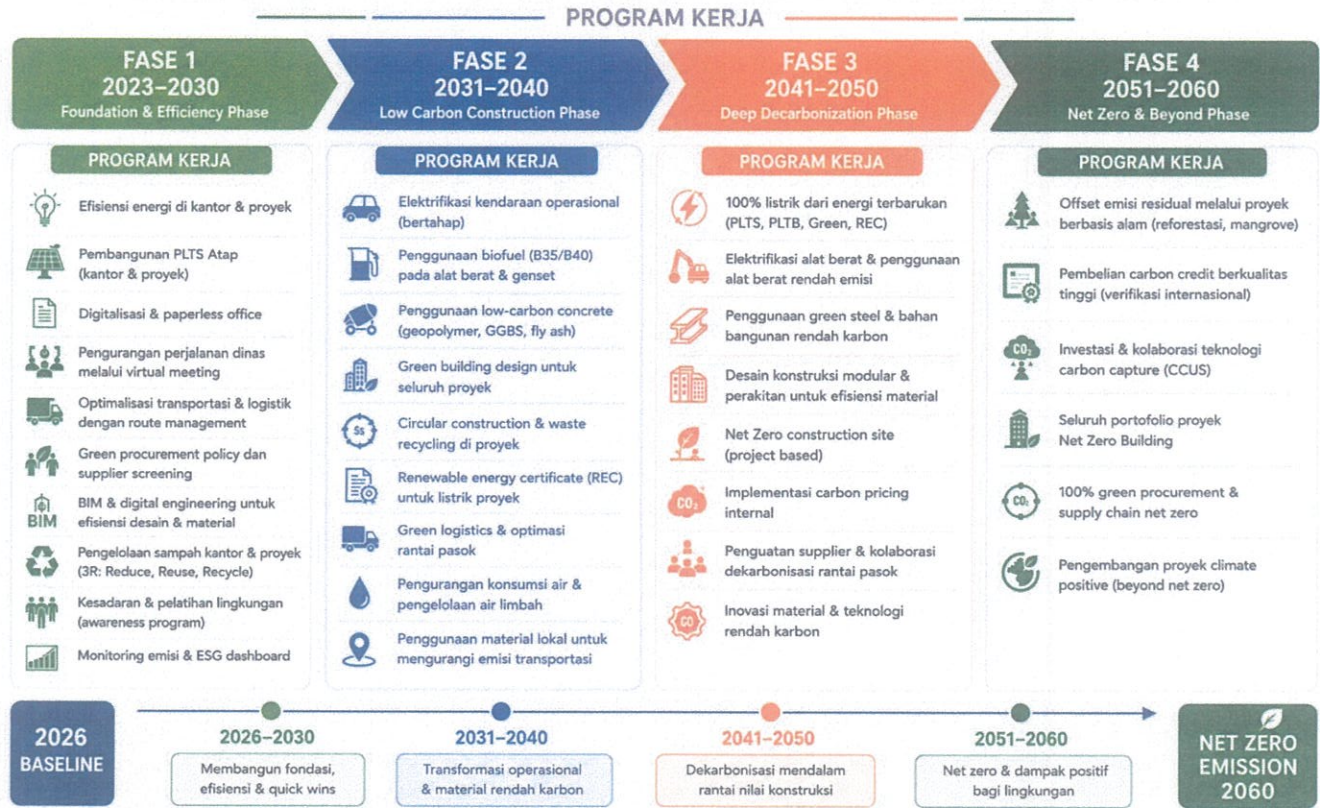 PROGRAM KERJA
FASE 1
2023–2030
Foundation & Efficiency Phase
FASE 2
2031–2040
Low Carbon Construction Phase
FASE 3
2041–2050
Deep Decarbonization Phase
FASE 4
2051–2060
Net Zero & Beyond Phase
PROGRAM KERJA
Efisiensi energi di kantor & proyek
Pembangunan PLTS Atap
(kantor & proyek)
Digitalisasi & paperless office
Pengurangan perjalanan dinas
melalui virtual meeting
Optimalisasi transportasi & logistik
dengan route management
Green procurement policy dan
supplier screening
BIM
BIM & digital engineering untuk
efisiensi desain & material
Pengelolaan sampah kantor & proyek
(3R: Reduce, Reuse, Recycle)
Kesadaran & pelatihan lingkungan
(awareness program)
Monitoring emisi & ESG dashboard
PROGRAM KERJA
Elektrifikasi kendaraan operasional
(bertahap)
Penggunaan biofuel (B35/B40)
pada alat berat & genset
Penggunaan low-carbon concrete
(geopolymer, GGBS, fly ash)
Green building design untuk
seluruh proyek
Ss
Circular construction & waste
recycling di proyek
Renewable energy certificate (REC)
untuk listrik proyek
Green logistics & optimasi
rantai pasok
Pengurangan konsumsi air &
pengelolaan air limbah
Penggunaan material lokal untuk
mengurangi emisi transportasi
PROGRAM KERJA
100% listrik dari energi terbarukan
(PLTS, PLTB, Green, REC)
Elektrifikasi alat berat & penggunaan
alat berat rendah emisi
Penggunaan green steel & bahan
bangunan rendah karbon
Desain konstruksi modular &
perakitan untuk efisiensi material
Net Zero construction site
(project based)
CO₂
Implementasi carbon pricing
internal
Penguatan supplier & kolaborasi
dekarbonisasi rantai pasok
CO
Inovasi material & teknologi
rendah karbon
PROGRAM KERJA
Offset emisi residual melalui proyek
berbasis alam (reforestasi, mangrove)
Pembelian carbon credit berkualitas
tinggi (verifikasi internasional)
CO₂
Investasi & kolaborasi teknologi
carbon capture (CCUS)
Seluruh portofolio proyek
Net Zero Building
CO₂
100% green procurement &
supply chain net zero
Pengembangan proyek climate
positive (beyond net zero)
2026
BASELINE
2026–2030
Membangun fondasi,
efisiensi & quick wins
2031–2040
Transformasi operasional
& material rendah karbon
2041–2050
Dekarbonisasi mendalam
rantai nilai konstruksi
2051–2060
Net zero & dampak positif
bagi lingkungan
NET ZERO
EMISSION
2060